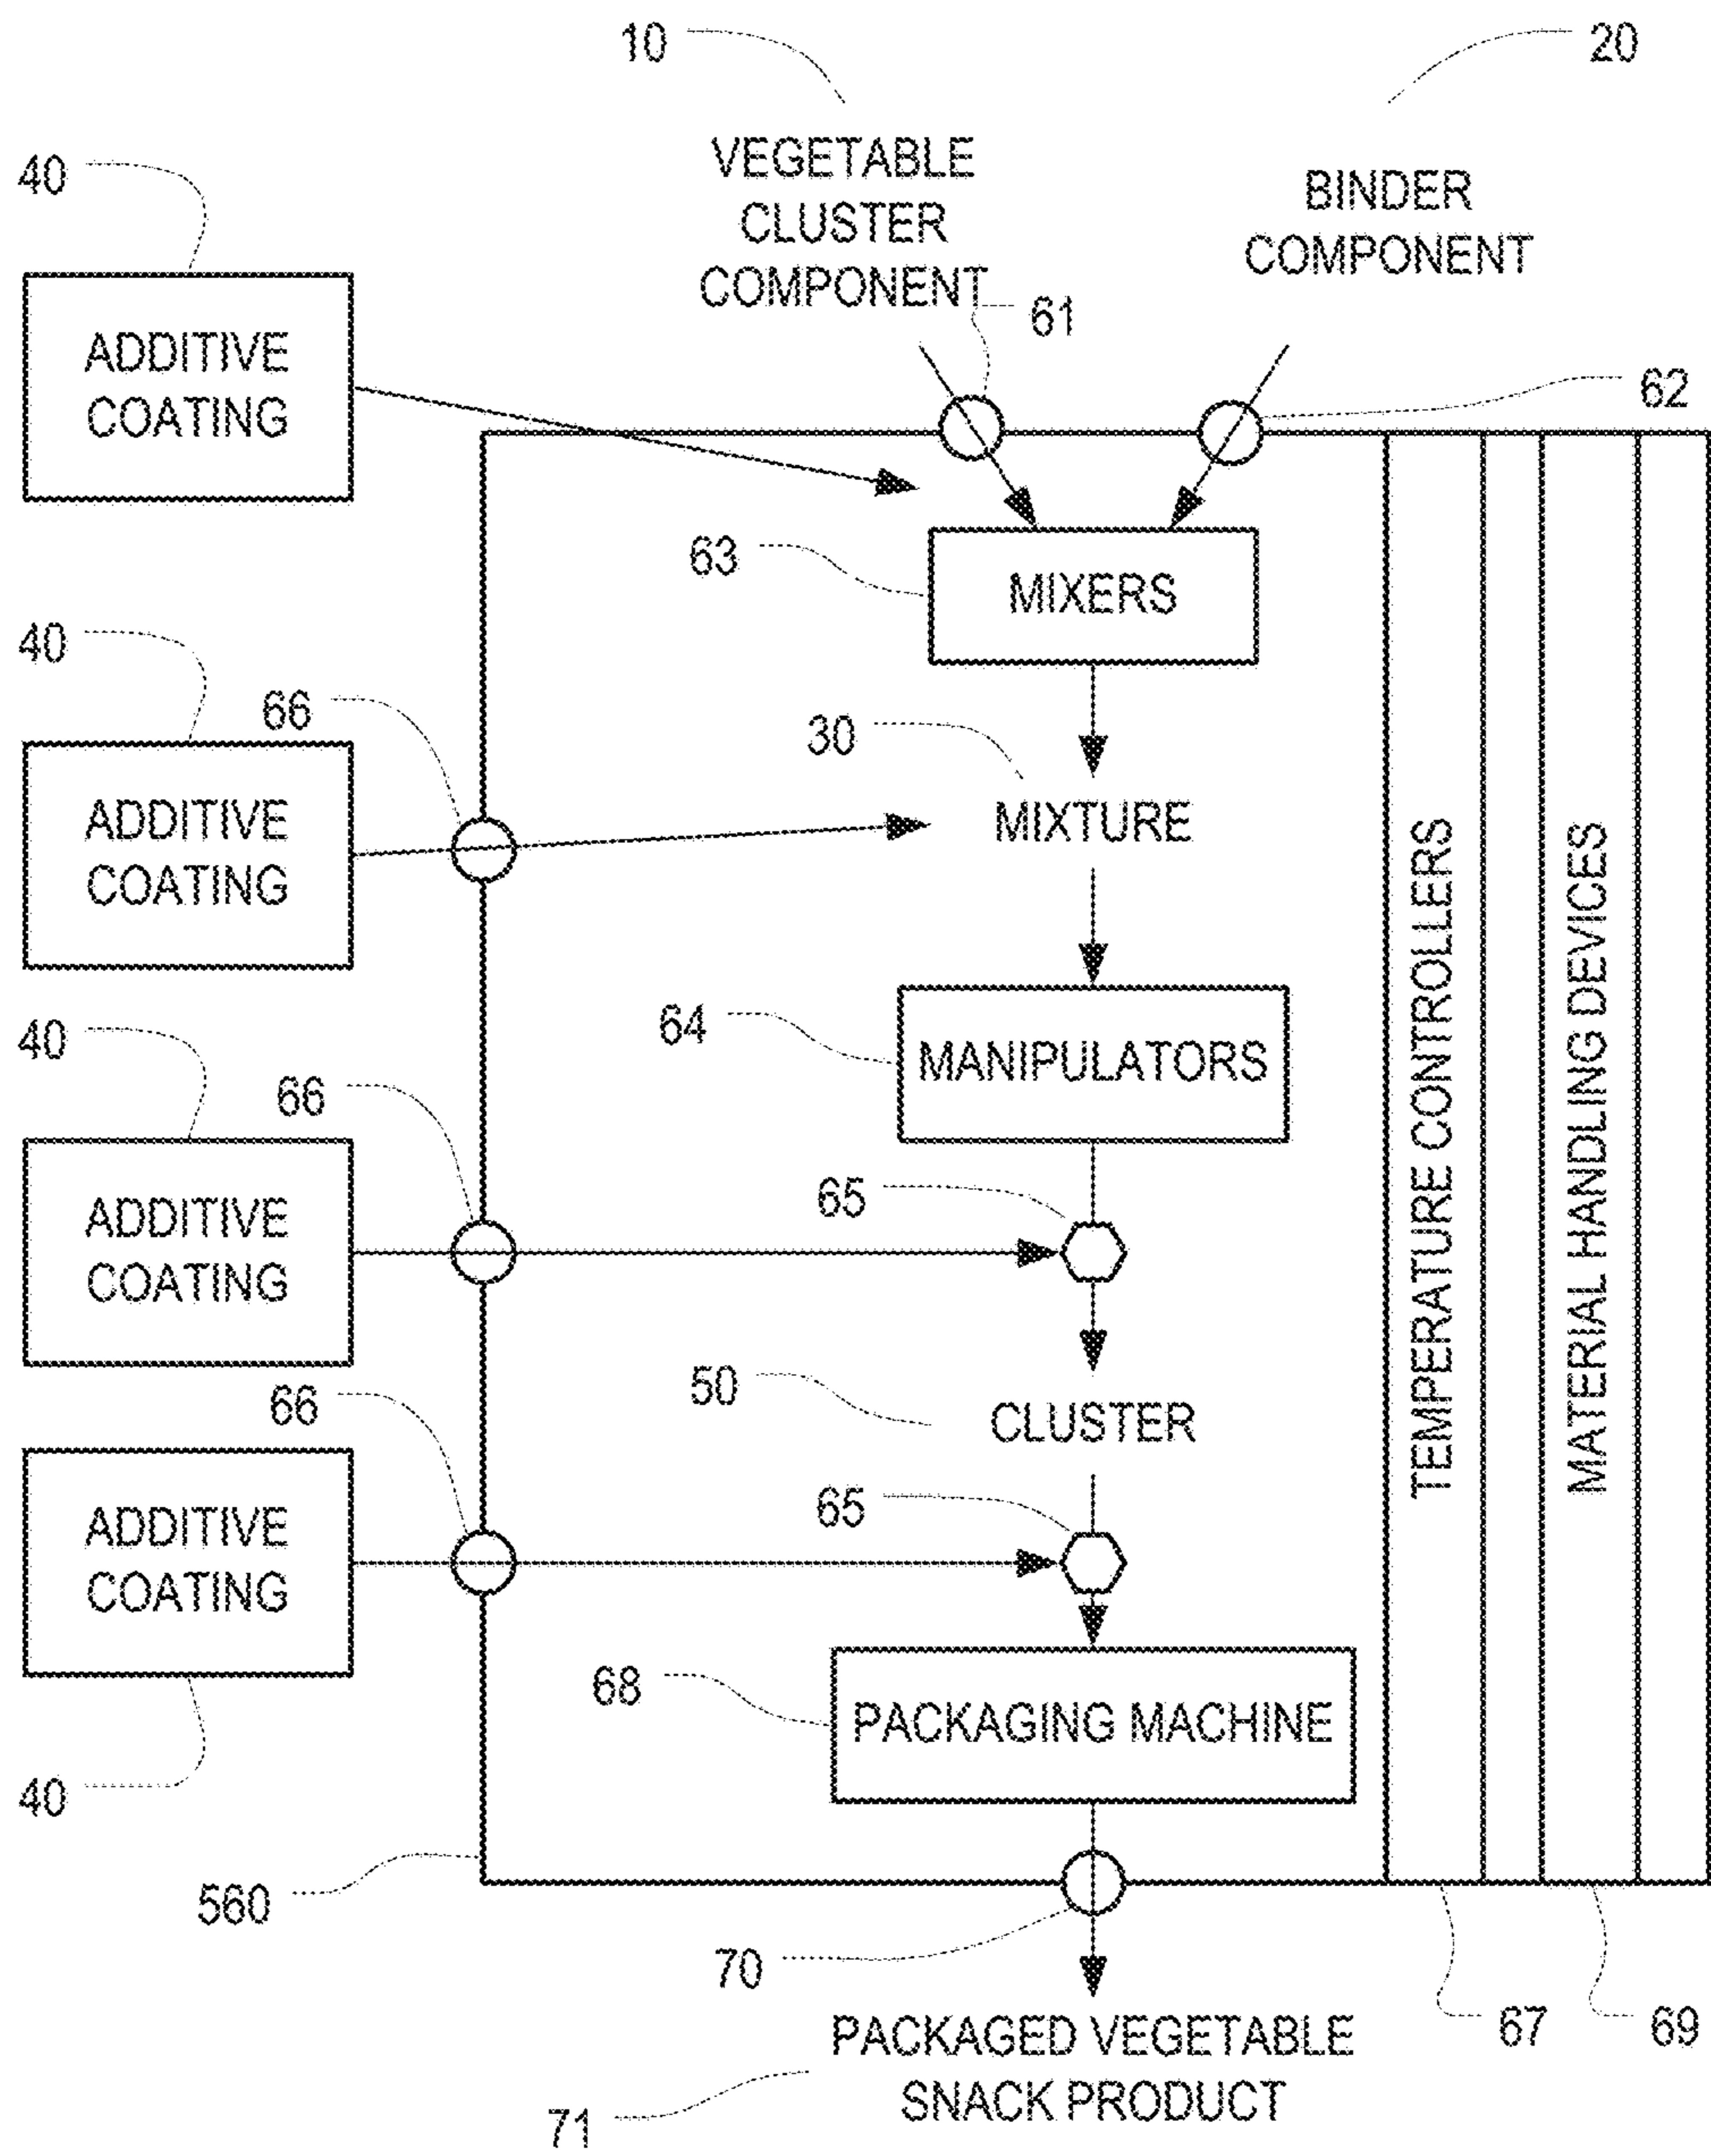 10
20
VEGETABLE
CLUSTER
COMPONENT
BINDER
COMPONENT
40
61
ADDITIVE
COATING
62
63
MIXERS
40
66
30
ADDITIVE
COATING
MIXTURE
40
66
64
MANIPULATORS
65
ADDITIVE
COATING
50
CLUSTER
66
65
ADDITIVE
COATING
68
PACKAGING MACHINE
40
560
70
TEMPERATURE CONTROLLERS
MATERIAL HANDLING DEVICES
67
69
PACKAGED VEGETABLE
SNACK PRODUCT
71